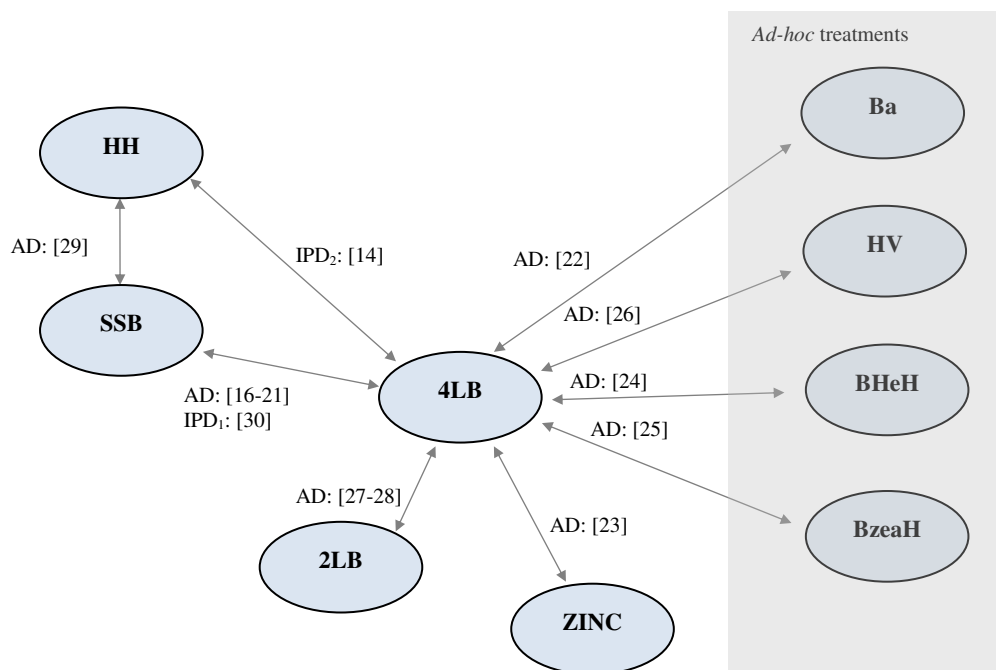 Ad-hoc treatments
Ba
HH
HV
AD: [29]
IPD₂: [14]
AD: [22]
AD: [26]
SSB
4LB
BHeH
AD: [24]
AD: [16-21]
IPD₁: [30]
AD: [25]
AD: [27-28]
AD: [23]
BzeaH
2LB
ZINC